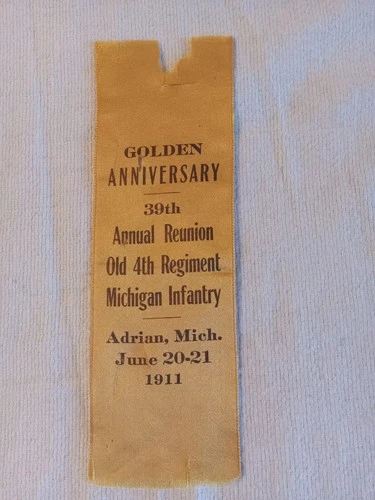 GOLDEN
ANNIVERSARY
39th
Annual Reunion
Old 4th Regiment
Michigan Infantry
Adrian, Mich.
June 20-21
1911